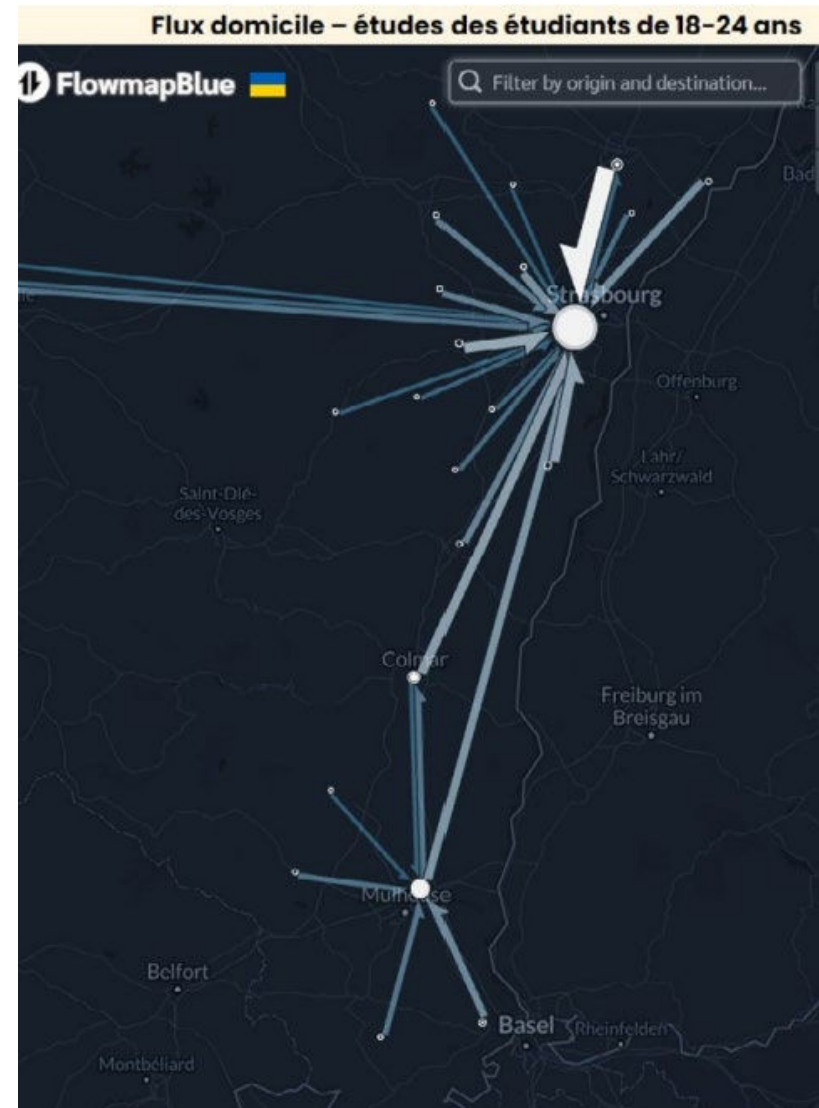 Flux domicile – études des étudiants de 18-24 ans
FlowmapBlue
Filter by origin and destination...
Bad
Strasbourg
Offenburg
Lahr/
Schwarzwald
Saint-Dié-
des-Vosges
Colmar
Freiburg im
Breisgau
Mulhouse
Belfort
Basel
Rheinfelden
Montbéliard